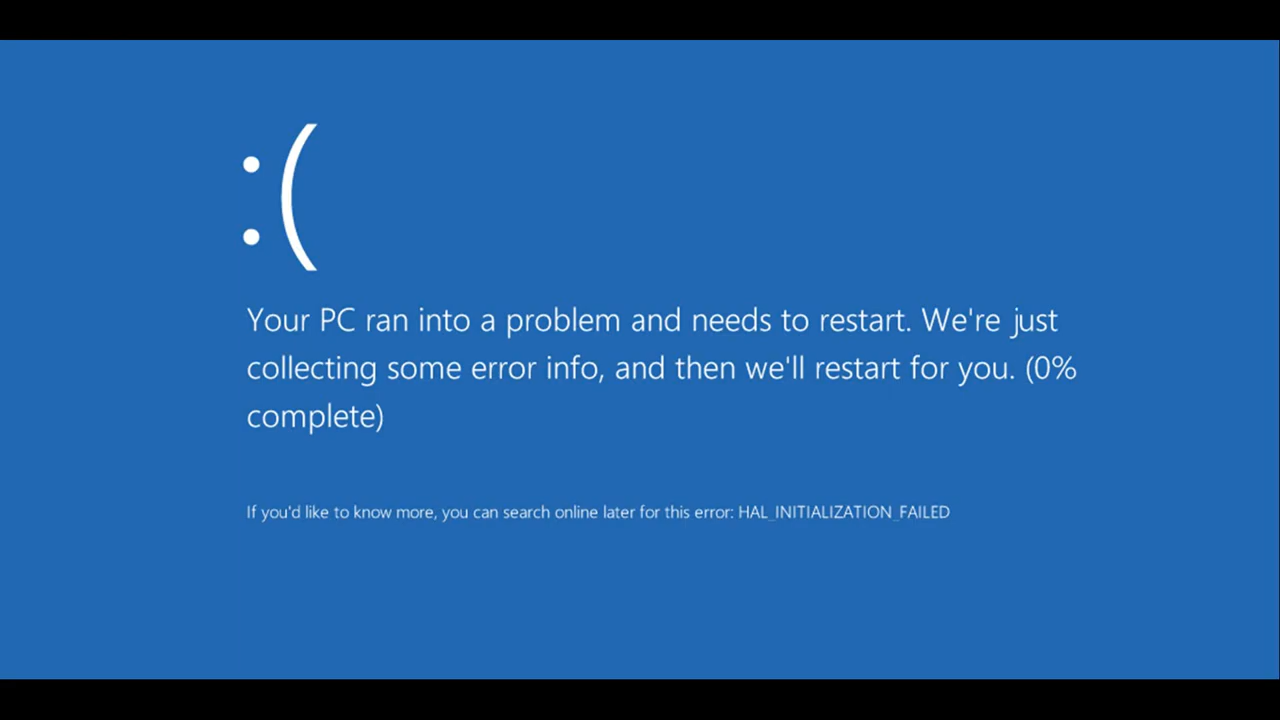 :(
Your PC ran into a problem and needs to restart. We're just
collecting some error info, and then we'll restart for you. (0%
complete)
If you'd like to know more, you can search online later for this error: HAL_INITIALIZATION_FAILED